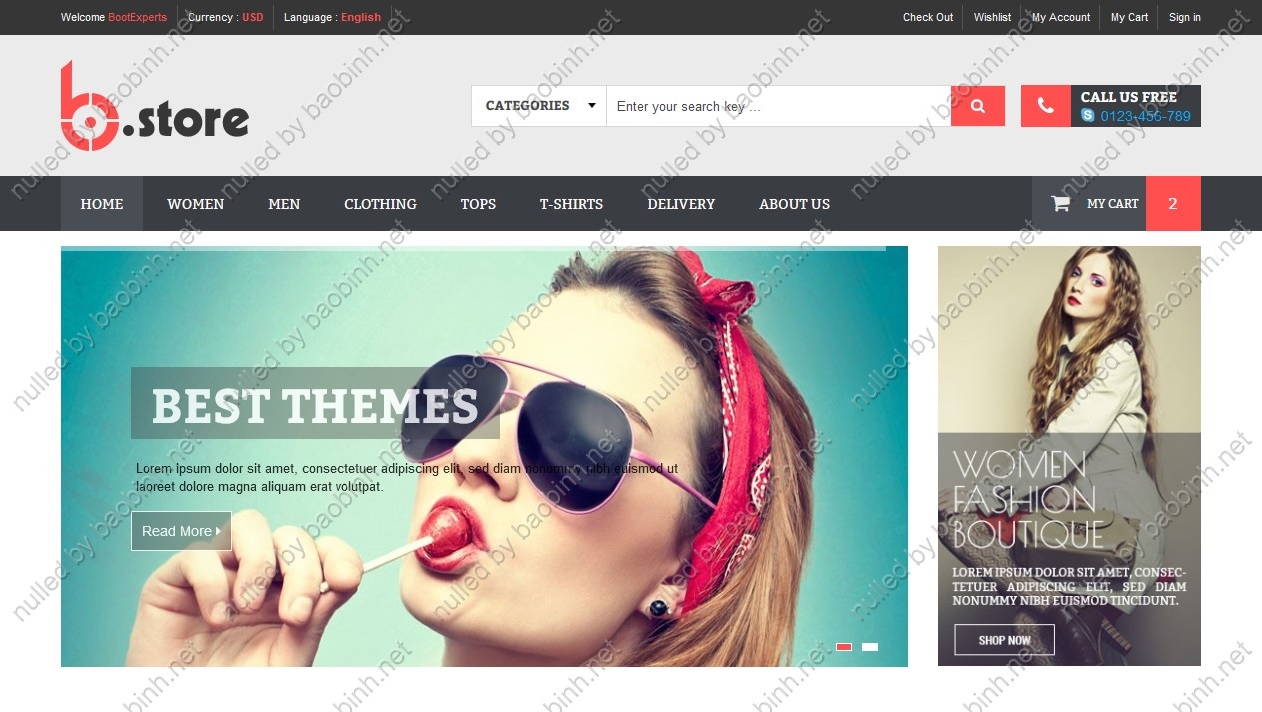 Welcome BootExperts
Currency : USD
Language : English
Check Out
Wishlist
My Account
My Cart
Sign in
b.store
CATEGORIES
Enter your search key ...
CALL US FREE
0123-456-789
HOME
WOMEN
MEN
CLOTHING
TOPS
T-SHIRTS
DELIVERY
ABOUT US
MY CART
2
BEST THEMES
Lorem ipsum dolor sit amet, consectetuer adipiscing elit, sed diam nonummy nibh euismod ut
laoreet dolore magna aliquam erat volutpat.
Read More
WOMEN
FASHION
BOUTIQUE
LOREM IPSUM DOLOR SIT AMET, CONSEC-
TETUER ADIPISCING ELIT, SED DIAM
NONUMMY NIBH EUISMOD TINCIDUNT.
SHOP NOW
nulled by baobinh.net